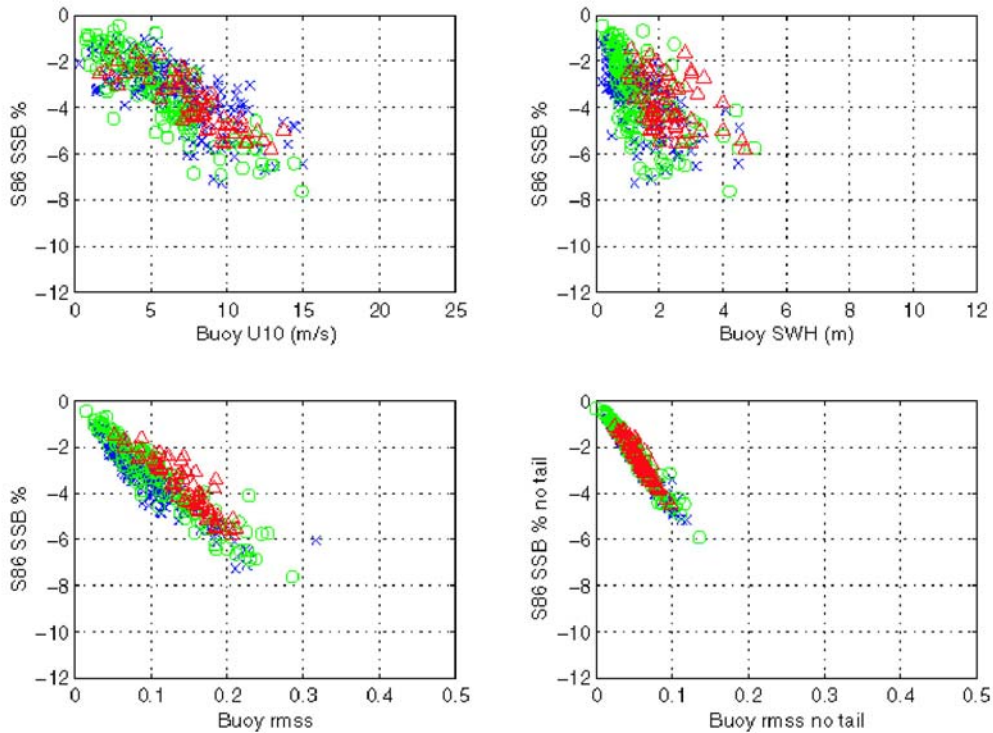 0
−2
−4
−6
−8
−10
−12
S86 SSB %
0 5 10 15 20 25
Buoy U10 (m/s)
0
−2
−4
−6
−8
−10
−12
S86 SSB %
0 2 4 6 8 10 12
Buoy SWH (m)
0
−2
−4
−6
−8
−10
−12
S86 SSB %
0 0.1 0.2 0.3 0.4 0.5
Buoy rmss
0
−2
−4
−6
−8
−10
−12
S86 SSB % no tail
0 0.1 0.2 0.3 0.4 0.5
Buoy rmss no tail